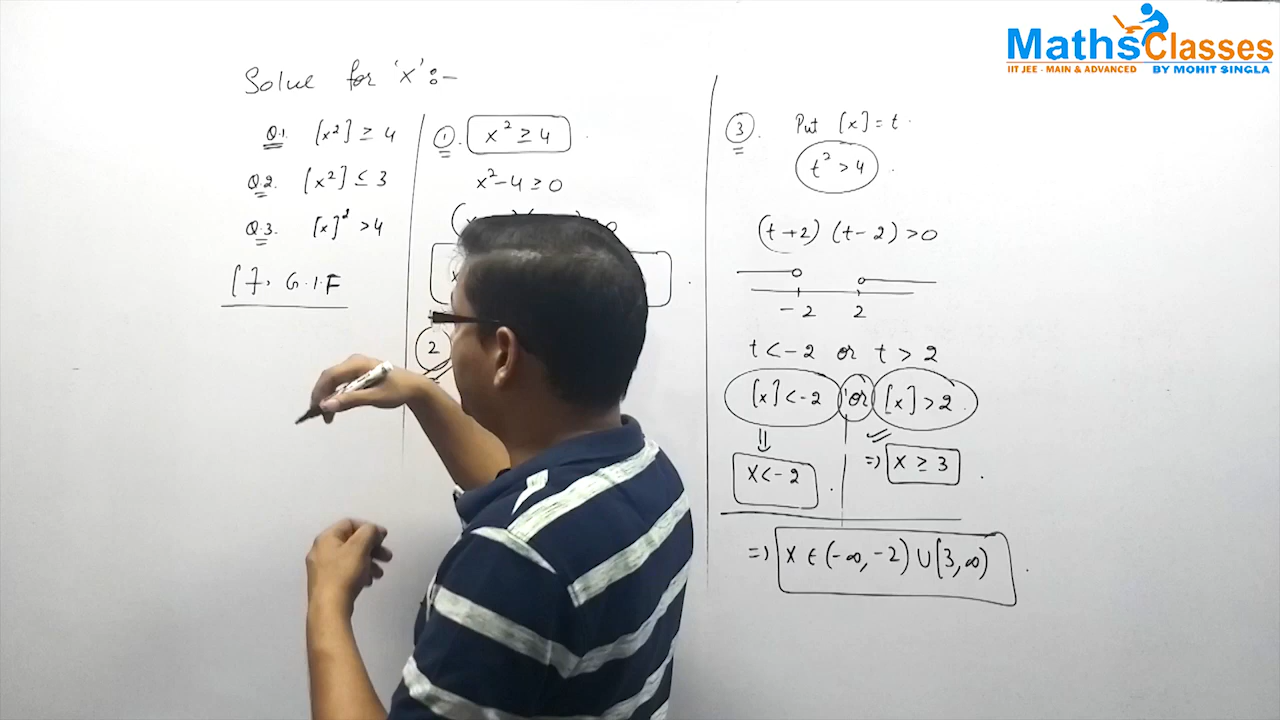 MathsClasses
IIT JEE - MAIN & ADVANCED BY MOHIT SINGLA
Solve for 'x' :-
Q.1. [x²] ≥ 4
Q.2. [x²] ≤ 3
Q.3. [x]² > 4
[ ], G.I.F
① x² ≥ 4
x² - 4 ≥ 0
②
③. Put [x] = t.
t² > 4
(t+2) (t-2) > 0
-2 2
t < -2 or t > 2
[x] < -2 or [x] > 2
x < -2 ⇒ x ≥ 3
⇒ x ∈ (-∞, -2) ∪ [3, ∞)